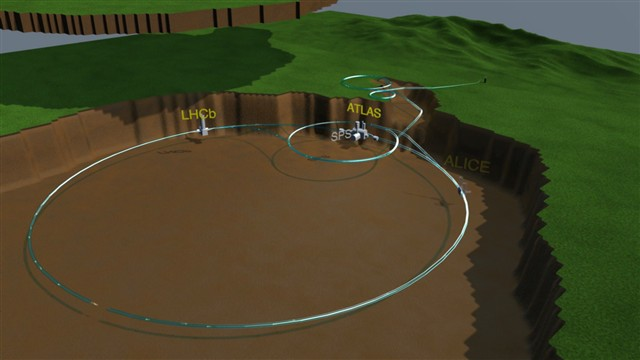 LHCb
ATLAS
SPS
ALICE